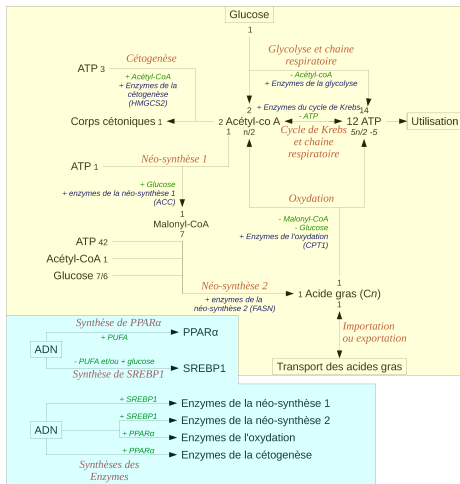 Glucose
1
Cétogenèse
Glycolyse et chaine
respiratoire
ATP 3
+ Acétyl-CoA
+ Enzymes de la
cétogénèse
(HMGCS2)
- Acétyl-coA
+ Enzymes de la glycolyse
2
+ Enzymes du cycle de Krebs
14
Corps cétoniques 1
2 Acétyl-co A
- ATP
12 ATP
Utilisation
1
n/2
5n/2 -5
Cycle de Krebs
et chaine
respiratoire
Néo-synthèse 1
ATP 1
+ Glucose
+ enzymes de la néo-synthèse 1
(ACC)
Oxydation
1
Malonyl-CoA
7
- Malonyl-CoA
- Glucose
+ Enzymes de l'oxydation
(CPT1)
ATP 42
Acétyl-CoA 1
Glucose 7/6
Néo-synthèse 2
1
1 Acide gras (Cn)
1
+ enzymes de la
néo-synthèse 2 (FASN)
Importation
ou exportation
1
Transport des acides gras
Synthèse de PPARα
+ PUFA
PPARα
ADN
- PUFA et/ou + glucose
SREBP1
Synthèse de SREBP1
+ SREBP1
Enzymes de la néo-synthèse 1
+ SREBP1
Enzymes de la néo-synthèse 2
ADN
+ PPARα
Enzymes de l'oxydation
+ PPARα
Enzymes de la cétogenèse
Synthèses des
Enzymes